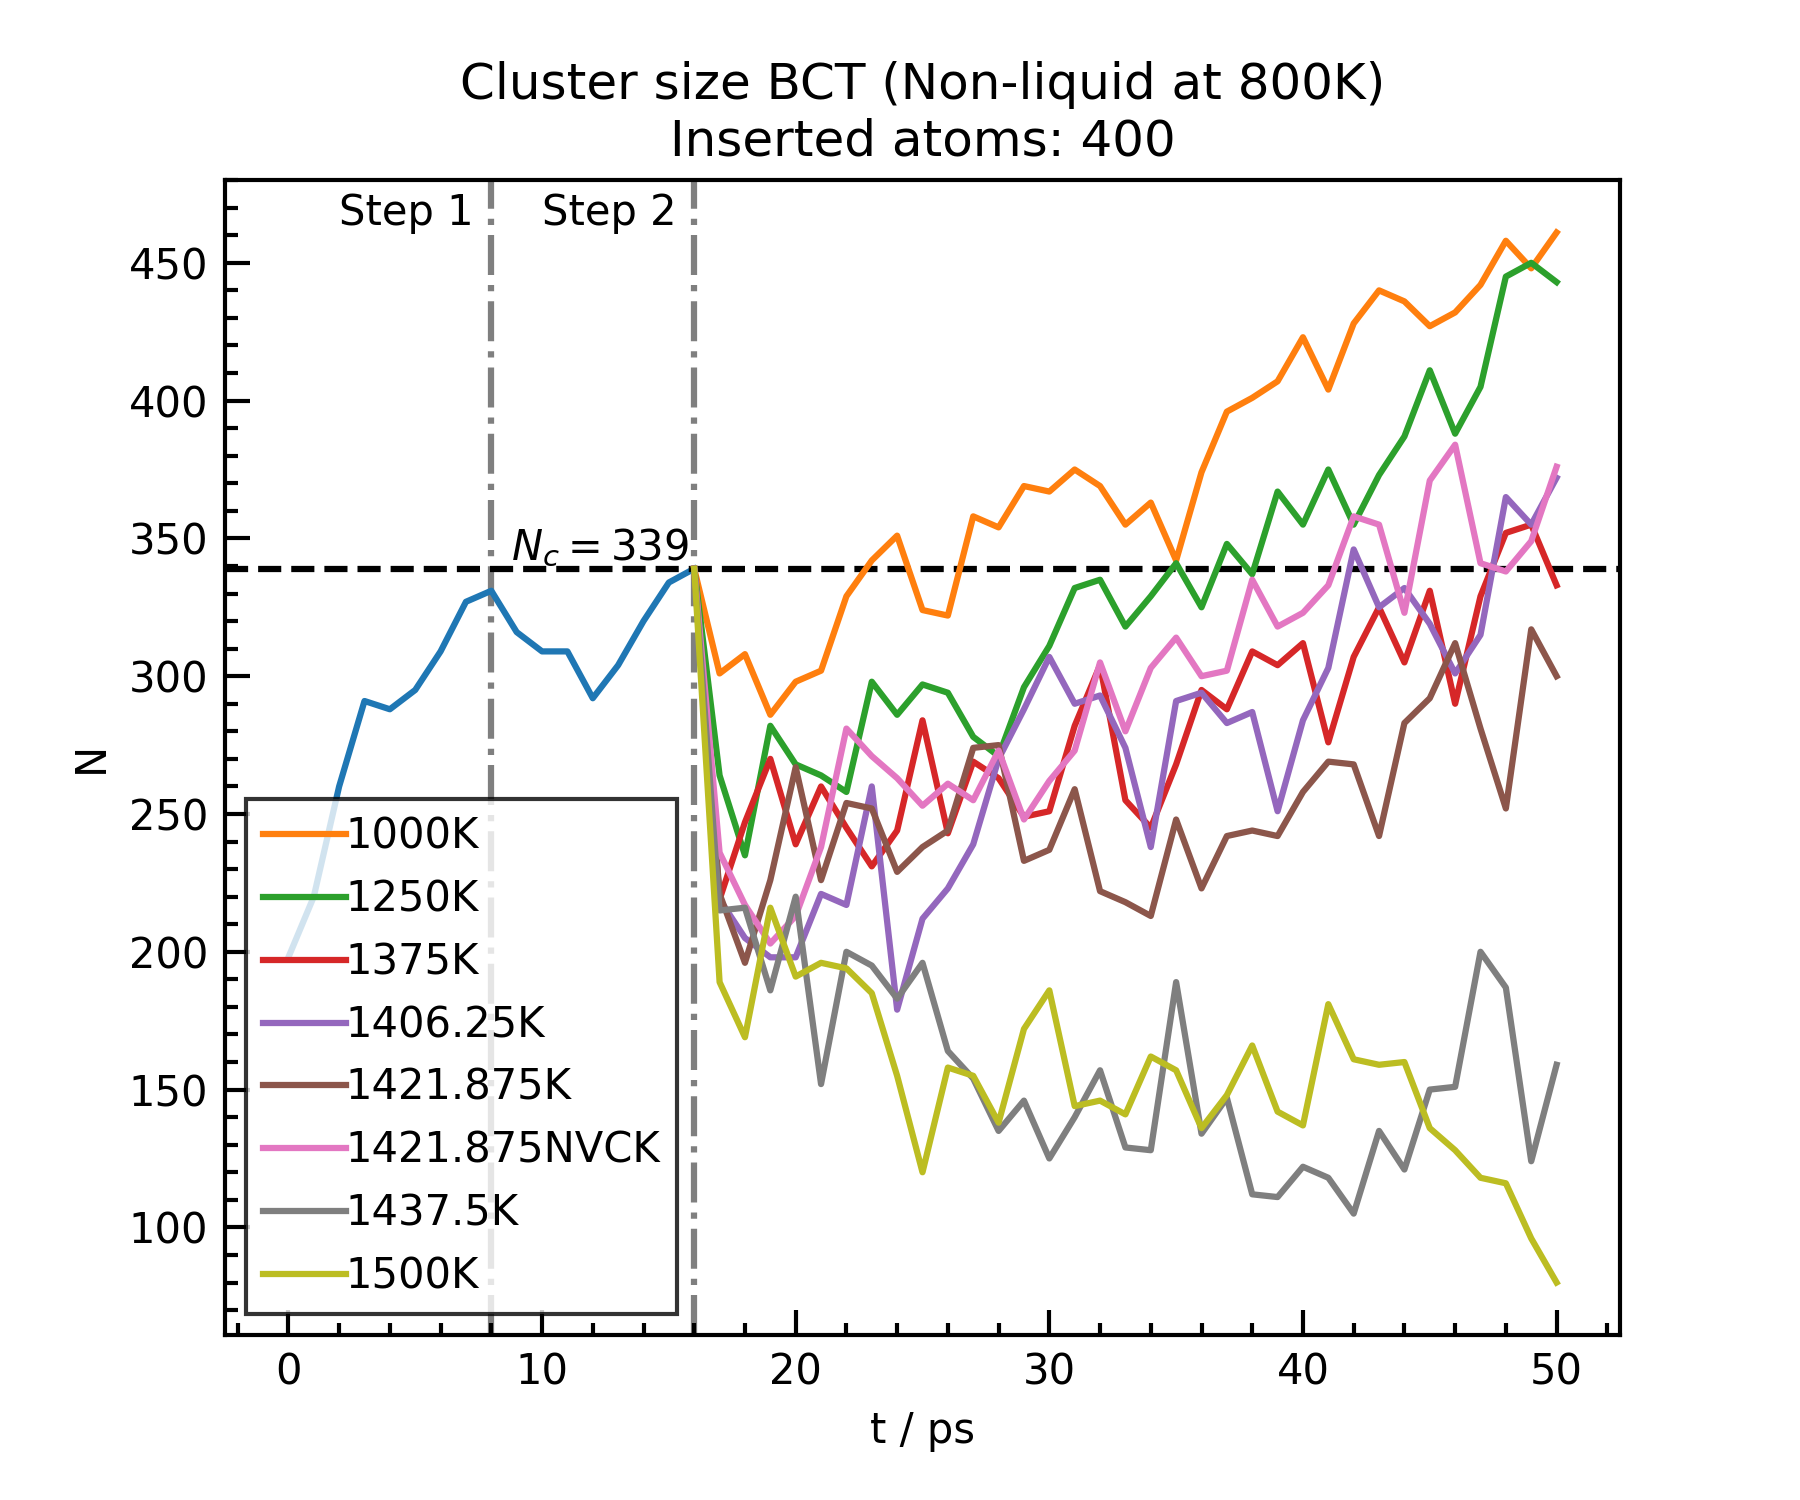 Cluster size BCT (Non-liquid at 800K)
Inserted atoms: 400
Step 1
Step 2
N_c = 339
N
450
400
350
300
250
200
150
100
1000K
1250K
1375K
1406.25K
1421.875K
1421.875NVCK
1437.5K
1500K
0 10 20 30 40 50
t / ps